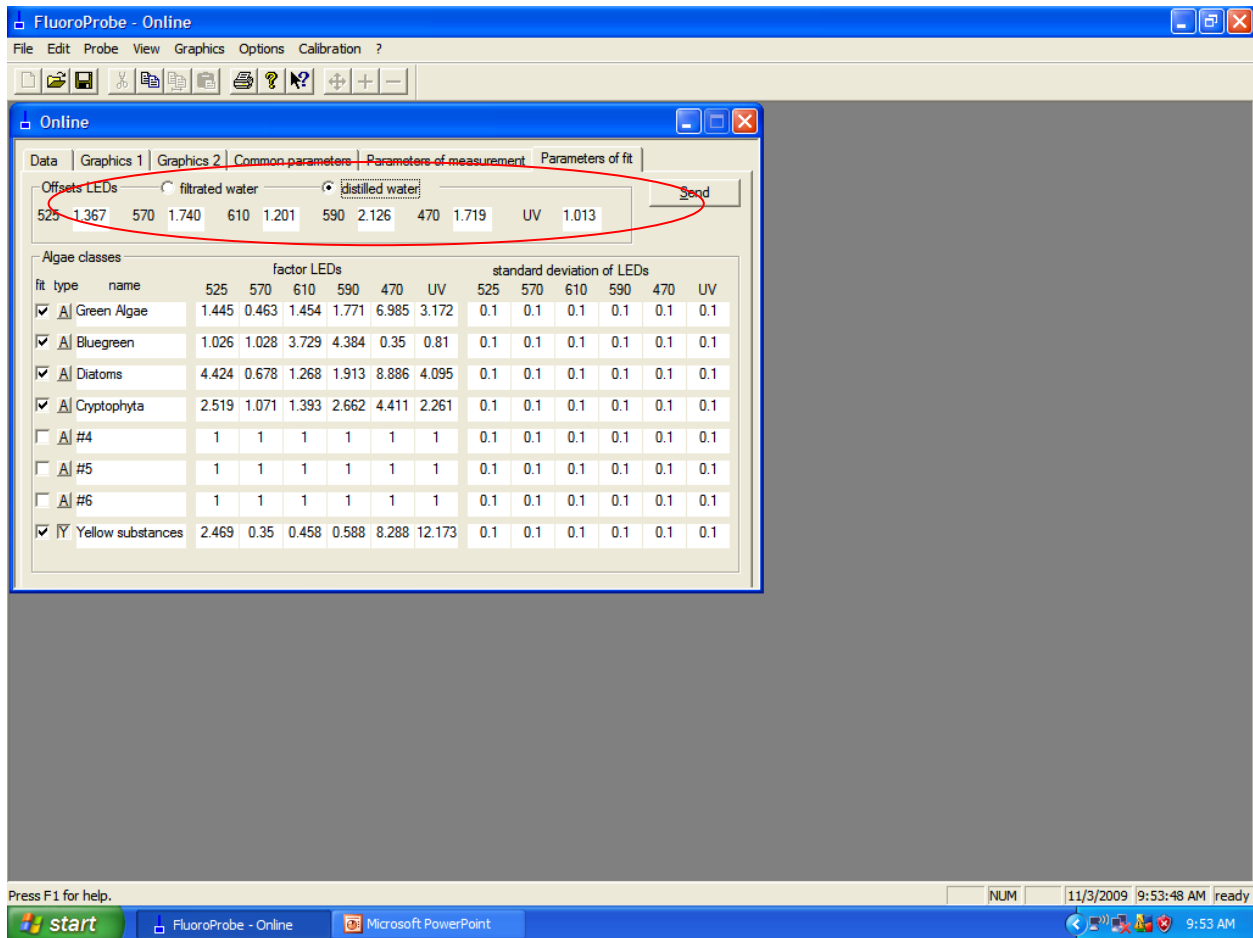 FluoroProbe - Online
File Edit Probe View Graphics Options Calibration ?
Online
Data Graphics 1 Graphics 2 Common parameters Parameters of measurement Parameters of fit
Offsets LEDs filtrated water distilled water Send
525 1.367 570 1.740 610 1.201 590 2.126 470 1.719 UV 1.013
Algae classes
factor LEDs standard deviation of LEDs
fit type name 525 570 610 590 470 UV 525 570 610 590 470 UV
A Green Algae 1.445 0.463 1.454 1.771 6.985 3.172 0.1 0.1 0.1 0.1 0.1 0.1
A Bluegreen 1.026 1.028 3.729 4.384 0.35 0.81 0.1 0.1 0.1 0.1 0.1 0.1
A Diatoms 4.424 0.678 1.268 1.913 8.886 4.095 0.1 0.1 0.1 0.1 0.1 0.1
A Cryptophyta 2.519 1.071 1.393 2.662 4.411 2.261 0.1 0.1 0.1 0.1 0.1 0.1
A #4 1 1 1 1 1 1 0.1 0.1 0.1 0.1 0.1 0.1
A #5 1 1 1 1 1 1 0.1 0.1 0.1 0.1 0.1 0.1
A #6 1 1 1 1 1 1 0.1 0.1 0.1 0.1 0.1 0.1
Y Yellow substances 2.469 0.35 0.458 0.588 8.288 12.173 0.1 0.1 0.1 0.1 0.1 0.1
Press F1 for help. NUM 11/3/2009 9:53:48 AM ready
start FluoroProbe - Online Microsoft PowerPoint 9:53 AM